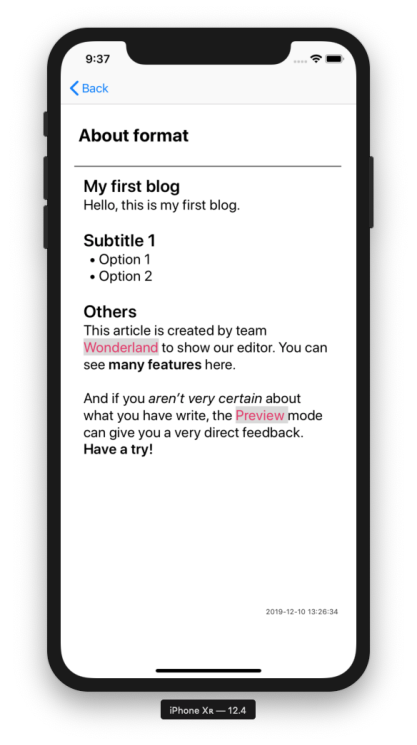 9:37
Back
About format
My first blog
Hello, this is my first blog.
Subtitle 1
• Option 1
• Option 2
Others
This article is created by team
Wonderland to show our editor. You can
see many features here.
And if you aren’t very certain about
what you have write, the Preview mode
can give you a very direct feedback.
Have a try!
2019-12-10 13:26:34
iPhone Xʀ — 12.4